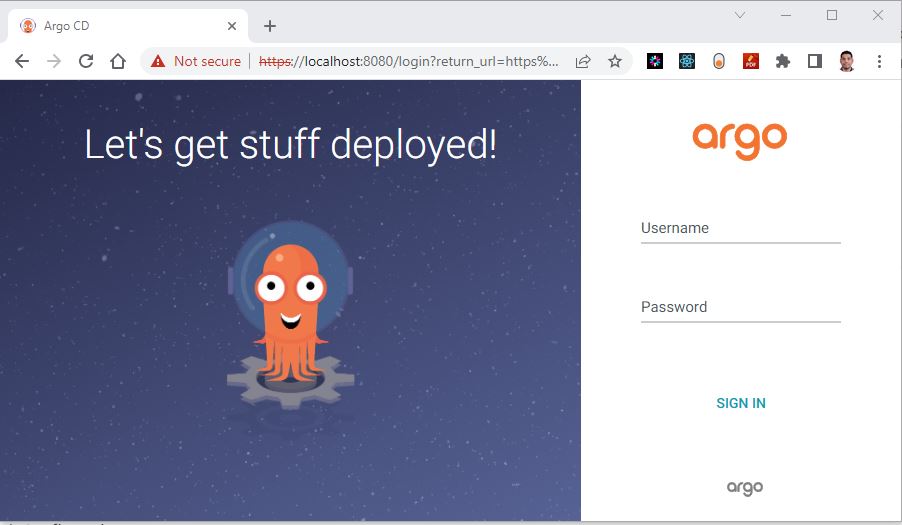 Argo CD
Not secure | https://localhost:8080/login?return_url=https%...
PDF
Let's get stuff deployed!
argo
Username
Password
SIGN IN
argo